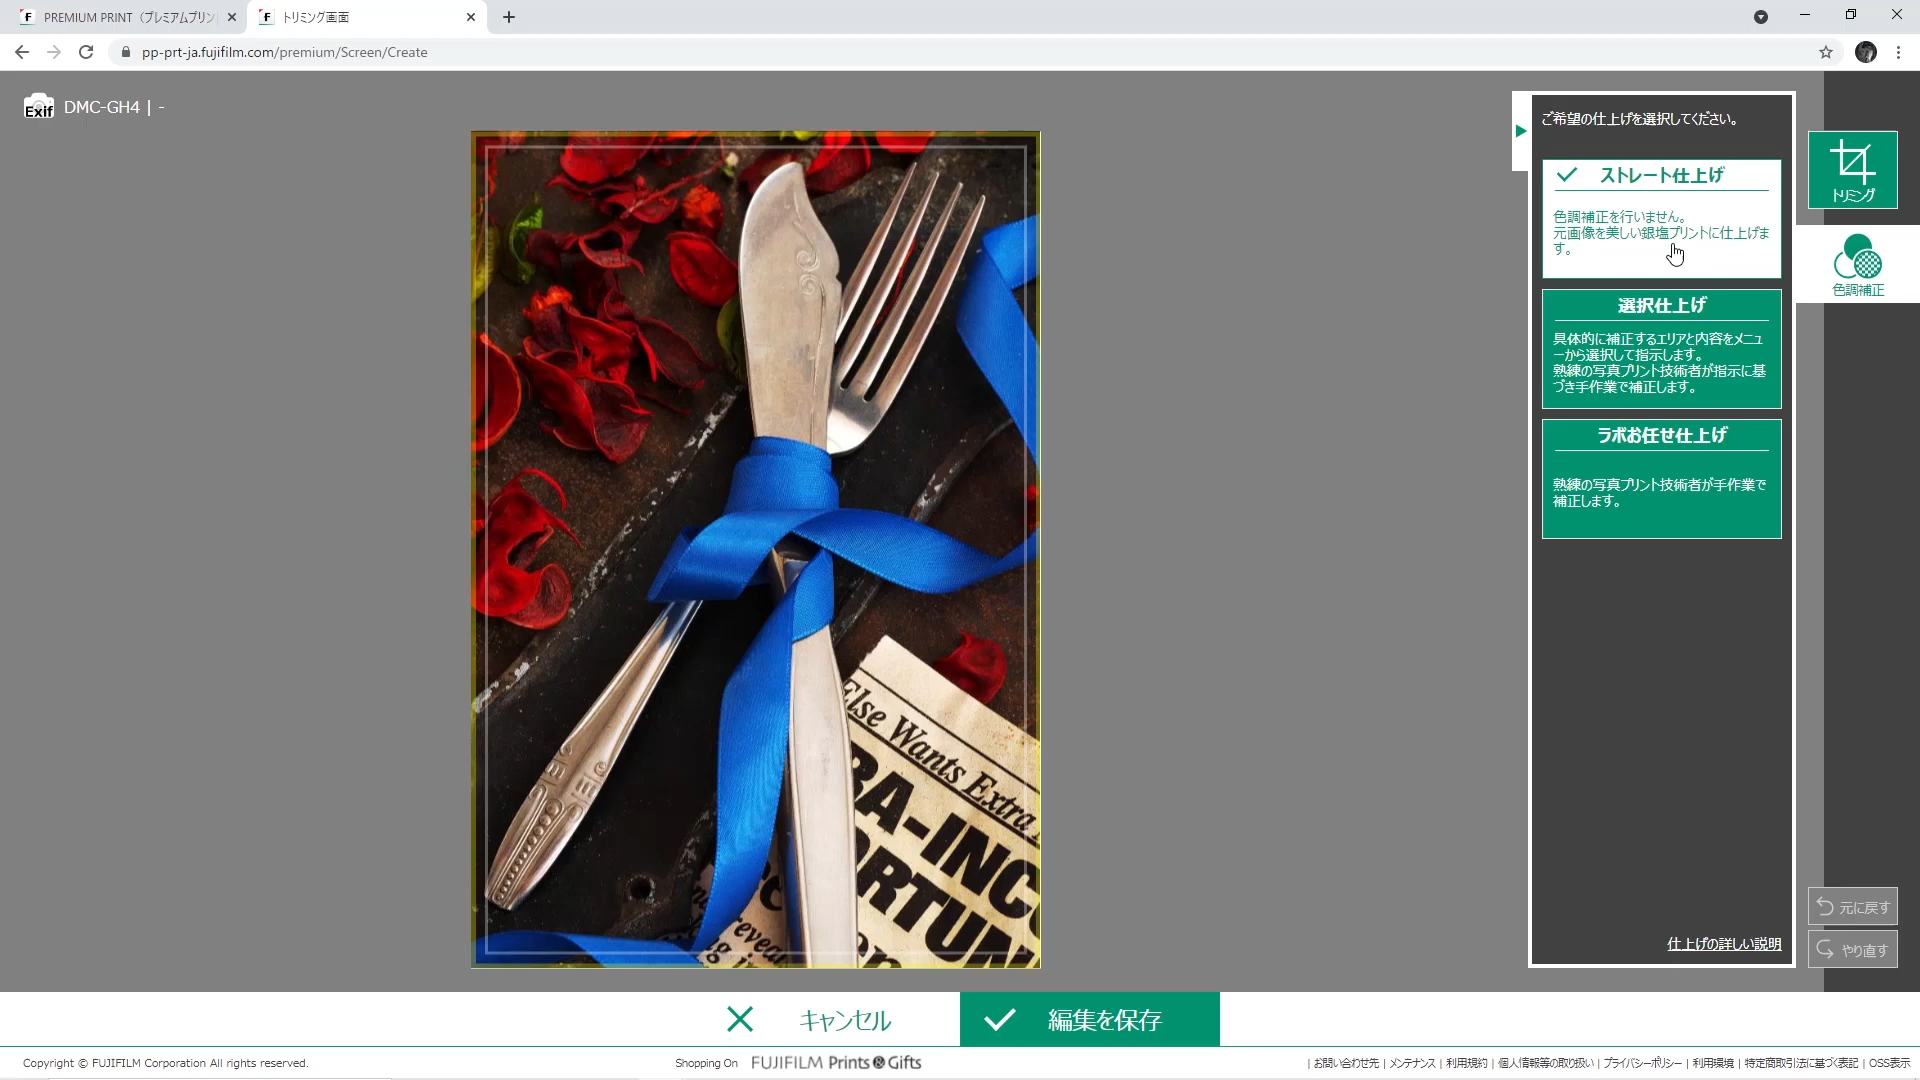 PREMIUM PRINT（プレミアムプリン
トリミング画面
pp-prt-ja.fujifilm.com/premium/Screen/Create
Exif DMC-GH4 | -
ご希望の仕上げを選択してください。
ストレート仕上げ
色調補正を行いません。
元画像を美しい銀塩プリントに仕上げま
す。
選択仕上げ
具体的に補正するエリアと内容をメニュ
ーから選択して指示します。
熟練の写真プリント技術者が指示に基
づき手作業で補正します。
ラボお任せ仕上げ
熟練の写真プリント技術者が手作業で
補正します。
仕上げの詳しい説明
トリミング
色調補正
元に戻す
やり直す
Else Wants Extra
RA-INC
ORTUN
キャンセル
編集を保存
Copyright © FUJIFILM Corporation All rights reserved.
Shopping On FUJIFILM Prints & Gifts
| お問い合わせ先 | メンテナンス | 利用規約 | 個人情報等の取り扱い | プライバシーポリシー | 利用環境 | 特定商取引法に基づく表記 | OSS表示